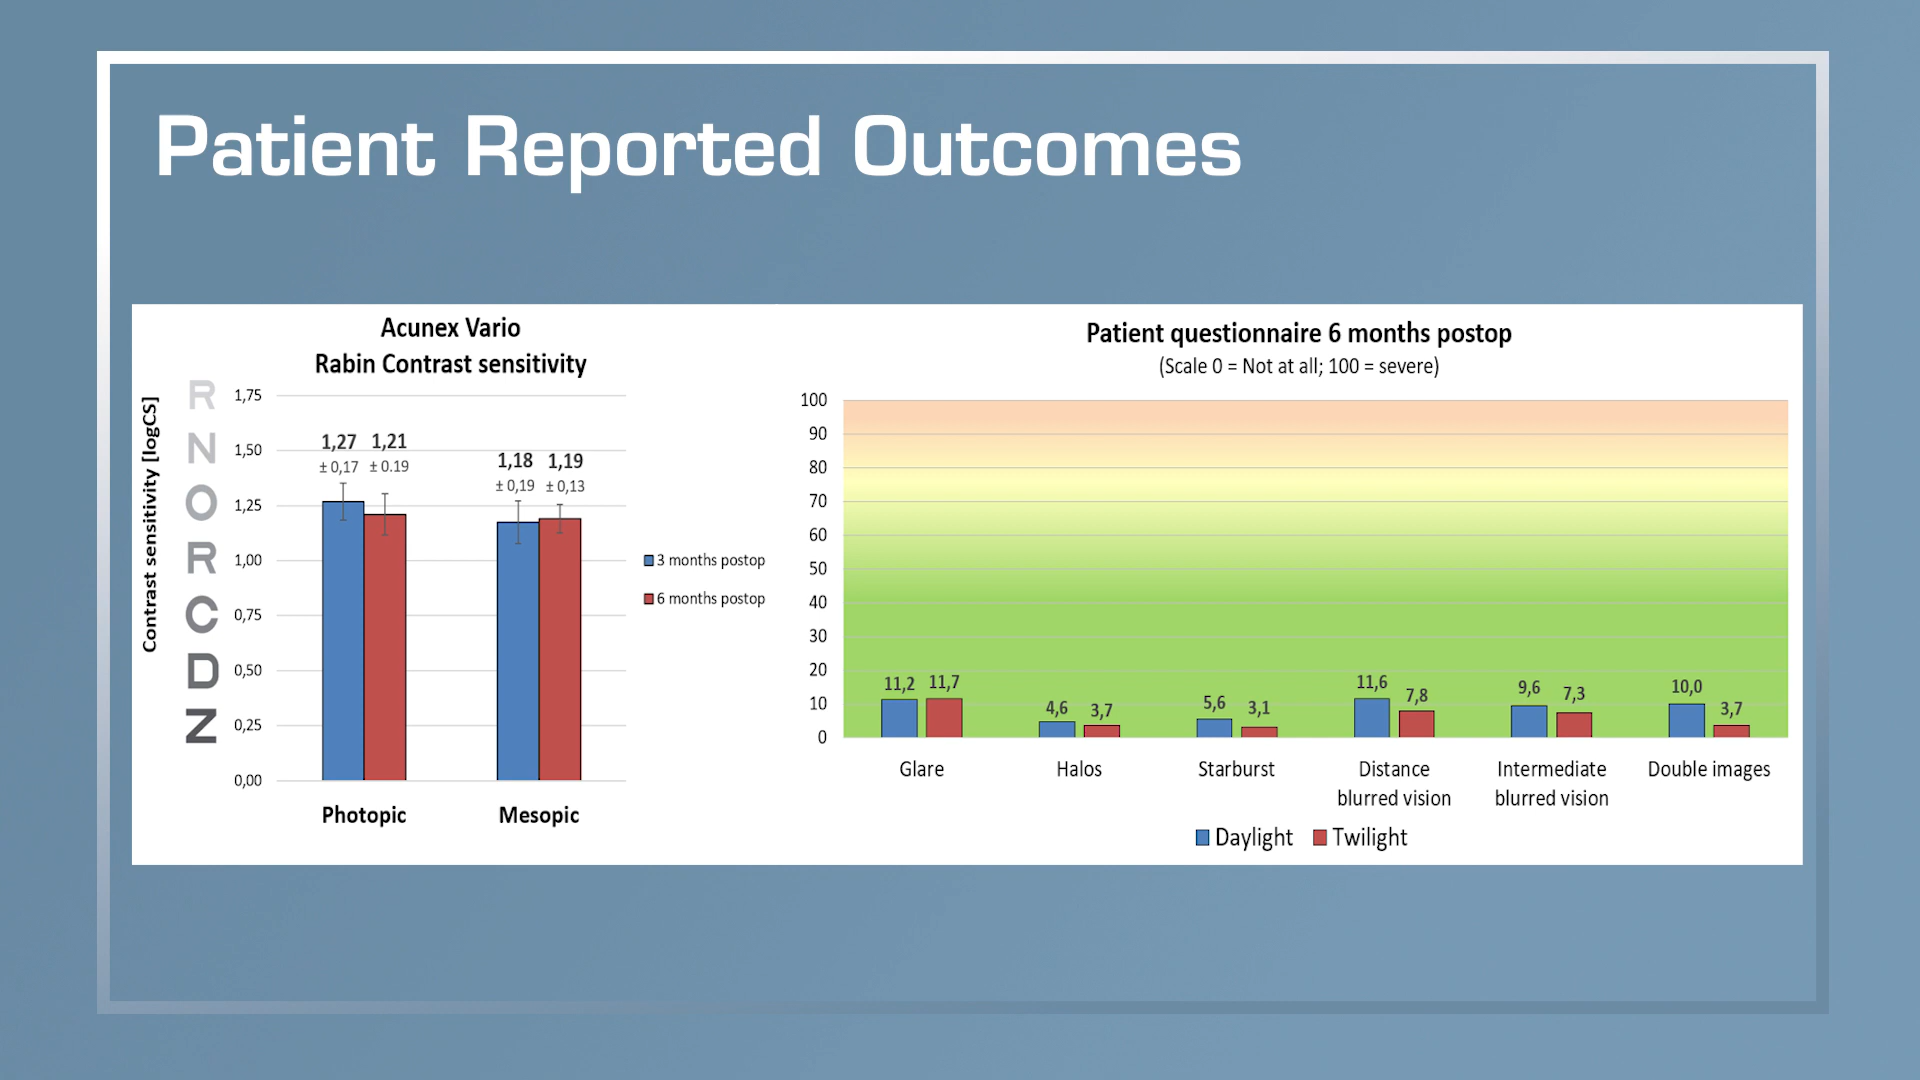 Patient Reported Outcomes
Acunex Vario
Rabin Contrast sensitivity
Contrast sensitivity [logCS]
R
N
O
R
C
D
Z
1,75
1,50
1,25
1,00
0,75
0,50
0,25
0,00
1,27 1,21
± 0,17 ± 0.19
1,18 1,19
± 0,19 ± 0,13
Photopic Mesopic
3 months postop
6 months postop
Patient questionnaire 6 months postop
(Scale 0 = Not at all; 100 = severe)
100
90
80
70
60
50
40
30
20
10
0
11,2 11,7
4,6 3,7
5,6 3,1
11,6 7,8
9,6 7,3
10,0 3,7
Glare
Halos
Starburst
Distance
blurred vision
Intermediate
blurred vision
Double images
Daylight Twilight